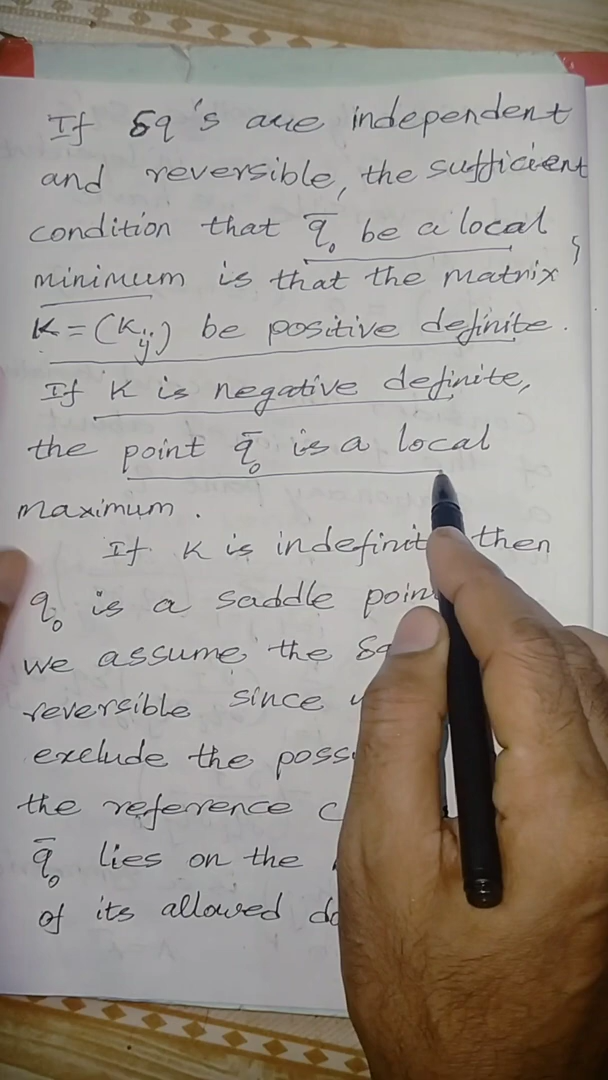 If δq's are independent
and reversible, the sufficient
condition that q̄₀ be a local
minimum is that the matrix,
K = (Kij) be positive definite.
If K is negative definite,
the point q̄₀ is a local
maximum.
If K is indefinit then
q₀ is a saddle poin
we assume the δq
reversible since
exclude the poss
the reference c
q̄₀ lies on the
of its allowed do